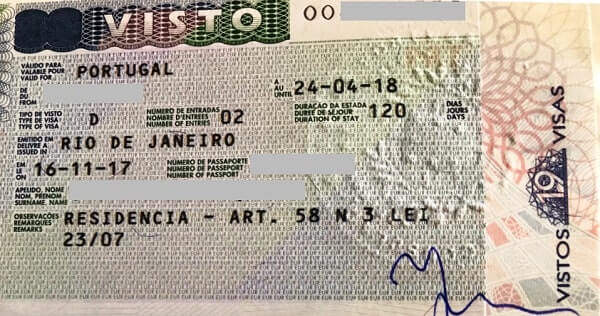 VISTO
00
VÁLIDO PARA
VALABLE POUR
VALID FOR
PORTUGAL
DE
DU
FROM
A
AU
UNTIL
24-04-18
TIPO DE VISTO
TYPE DE VISA
TYPE OF VISA
D
NÚMERO DE ENTRADAS
NOMBRE D'ENTRÉES
NUMBER OF ENTRIES
02
DURAÇÃO DA ESTADA
DURÉE DE SÉJOUR
DURATION OF STAY
120
DIAS
JOURS
DAYS
EMITIDO EM
DÉLIVRÉ À
ISSUED IN
RIO DE JANEIRO
EM
LE
ON
16-11-17
NÚMERO DE PASSAPORTE
NUMÉRO DE PASSEPORT
NUMBER OF PASSPORT
APELIDO, NOME
NOM, PRÉNOM
SURNAME, NAME
OBSERVAÇÕES
REMARQUES
REMARKS
RESIDENCIA - ART. 58 N 3 LEI
23/07
VISTOS 19 VISAS